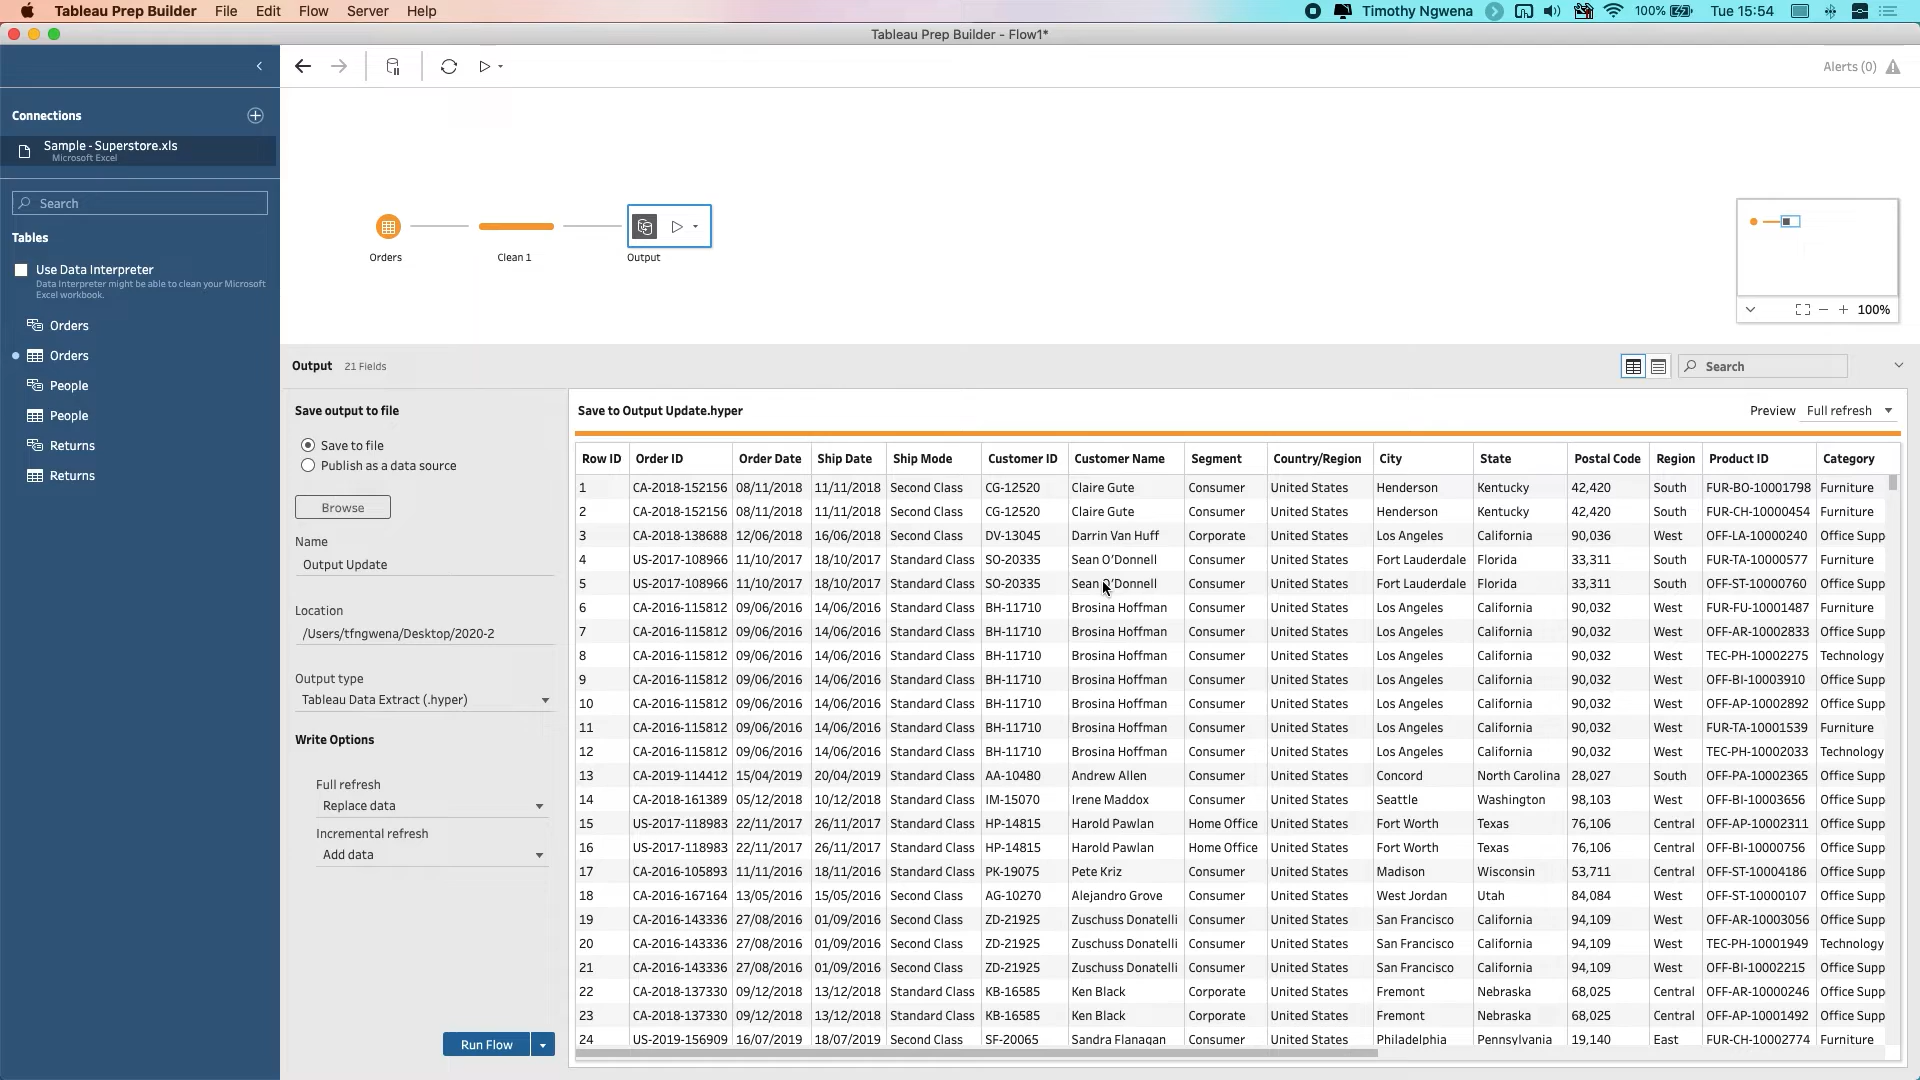 Tableau Prep Builder File Edit Flow Server Help Timothy Ngwena 100% Tue 15:54
Tableau Prep Builder - Flow1*
Alerts (0)
Connections
Sample - Superstore.xls
Microsoft Excel
Search
Tables
Use Data Interpreter
Data Interpreter might be able to clean your Microsoft
Excel workbook.
Orders
Orders
People
People
Returns
Returns
Orders Clean 1 Output
100%
Output 21 Fields Search
Save output to file
Save to file
Publish as a data source
Browse
Name
Output Update
Location
/Users/tfngwena/Desktop/2020-2
Output type
Tableau Data Extract (.hyper)
Write Options
Full refresh
Replace data
Incremental refresh
Add data
Run Flow
Save to Output Update.hyper Preview Full refresh
Row ID Order ID Order Date Ship Date Ship Mode Customer ID Customer Name Segment Country/Region City State Postal Code Region Product ID Category
1 CA-2018-152156 08/11/2018 11/11/2018 Second Class CG-12520 Claire Gute Consumer United States Henderson Kentucky 42,420 South FUR-BO-10001798 Furniture
2 CA-2018-152156 08/11/2018 11/11/2018 Second Class CG-12520 Claire Gute Consumer United States Henderson Kentucky 42,420 South FUR-CH-10000454 Furniture
3 CA-2018-138688 12/06/2018 16/06/2018 Second Class DV-13045 Darrin Van Huff Corporate United States Los Angeles California 90,036 West OFF-LA-10000240 Office Supp
4 US-2017-108966 11/10/2017 18/10/2017 Standard Class SO-20335 Sean O'Donnell Consumer United States Fort Lauderdale Florida 33,311 South FUR-TA-10000577 Furniture
5 US-2017-108966 11/10/2017 18/10/2017 Standard Class SO-20335 Sean O'Donnell Consumer United States Fort Lauderdale Florida 33,311 South OFF-ST-10000760 Office Supp
6 CA-2016-115812 09/06/2016 14/06/2016 Standard Class BH-11710 Brosina Hoffman Consumer United States Los Angeles California 90,032 West FUR-FU-10001487 Furniture
7 CA-2016-115812 09/06/2016 14/06/2016 Standard Class BH-11710 Brosina Hoffman Consumer United States Los Angeles California 90,032 West OFF-AR-10002833 Office Supp
8 CA-2016-115812 09/06/2016 14/06/2016 Standard Class BH-11710 Brosina Hoffman Consumer United States Los Angeles California 90,032 West TEC-PH-10002275 Technology
9 CA-2016-115812 09/06/2016 14/06/2016 Standard Class BH-11710 Brosina Hoffman Consumer United States Los Angeles California 90,032 West OFF-BI-10003910 Office Supp
10 CA-2016-115812 09/06/2016 14/06/2016 Standard Class BH-11710 Brosina Hoffman Consumer United States Los Angeles California 90,032 West OFF-AP-10002892 Office Supp
11 CA-2016-115812 09/06/2016 14/06/2016 Standard Class BH-11710 Brosina Hoffman Consumer United States Los Angeles California 90,032 West FUR-TA-10001539 Furniture
12 CA-2016-115812 09/06/2016 14/06/2016 Standard Class BH-11710 Brosina Hoffman Consumer United States Los Angeles California 90,032 West TEC-PH-10002033 Technology
13 CA-2019-114412 15/04/2019 20/04/2019 Standard Class AA-10480 Andrew Allen Consumer United States Concord North Carolina 28,027 South OFF-PA-10002365 Office Supp
14 CA-2018-161389 05/12/2018 10/12/2018 Standard Class IM-15070 Irene Maddox Consumer United States Seattle Washington 98,103 West OFF-BI-10003656 Office Supp
15 US-2017-118983 22/11/2017 26/11/2017 Standard Class HP-14815 Harold Pawlan Home Office United States Fort Worth Texas 76,106 Central OFF-AP-10002311 Office Supp
16 US-2017-118983 22/11/2017 26/11/2017 Standard Class HP-14815 Harold Pawlan Home Office United States Fort Worth Texas 76,106 Central OFF-BI-10000756 Office Supp
17 CA-2016-105893 11/11/2016 18/11/2016 Standard Class PK-19075 Pete Kriz Consumer United States Madison Wisconsin 53,711 Central OFF-ST-10004186 Office Supp
18 CA-2016-167164 13/05/2016 15/05/2016 Second Class AG-10270 Alejandro Grove Consumer United States West Jordan Utah 84,084 West OFF-ST-10000107 Office Supp
19 CA-2016-143336 27/08/2016 01/09/2016 Second Class ZD-21925 Zuschuss Donatelli Consumer United States San Francisco California 94,109 West OFF-AR-10003056 Office Supp
20 CA-2016-143336 27/08/2016 01/09/2016 Second Class ZD-21925 Zuschuss Donatelli Consumer United States San Francisco California 94,109 West TEC-PH-10001949 Technology
21 CA-2016-143336 27/08/2016 01/09/2016 Second Class ZD-21925 Zuschuss Donatelli Consumer United States San Francisco California 94,109 West OFF-BI-10002215 Office Supp
22 CA-2018-137330 09/12/2018 13/12/2018 Standard Class KB-16585 Ken Black Corporate United States Fremont Nebraska 68,025 Central OFF-AR-10000246 Office Supp
23 CA-2018-137330 09/12/2018 13/12/2018 Standard Class KB-16585 Ken Black Corporate United States Fremont Nebraska 68,025 Central OFF-AP-10001492 Office Supp
24 US-2019-156909 16/07/2019 18/07/2019 Second Class SF-20065 Sandra Flanagan Consumer United States Philadelphia Pennsylvania 19,140 East FUR-CH-10002774 Furniture